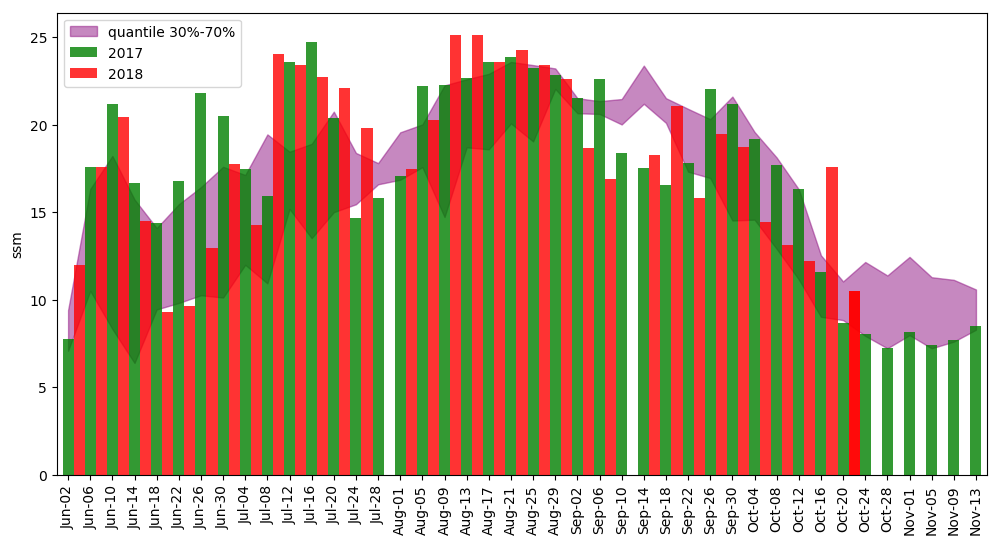 quantile 30%-70%
2017
2018
ssm
25
20
15
10
5
0
Jun-02
Jun-06
Jun-10
Jun-14
Jun-18
Jun-22
Jun-26
Jun-30
Jul-04
Jul-08
Jul-12
Jul-16
Jul-20
Jul-24
Jul-28
Aug-01
Aug-05
Aug-09
Aug-13
Aug-17
Aug-21
Aug-25
Aug-29
Sep-02
Sep-06
Sep-10
Sep-14
Sep-18
Sep-22
Sep-26
Sep-30
Oct-04
Oct-08
Oct-12
Oct-16
Oct-20
Oct-24
Oct-28
Nov-01
Nov-05
Nov-09
Nov-13